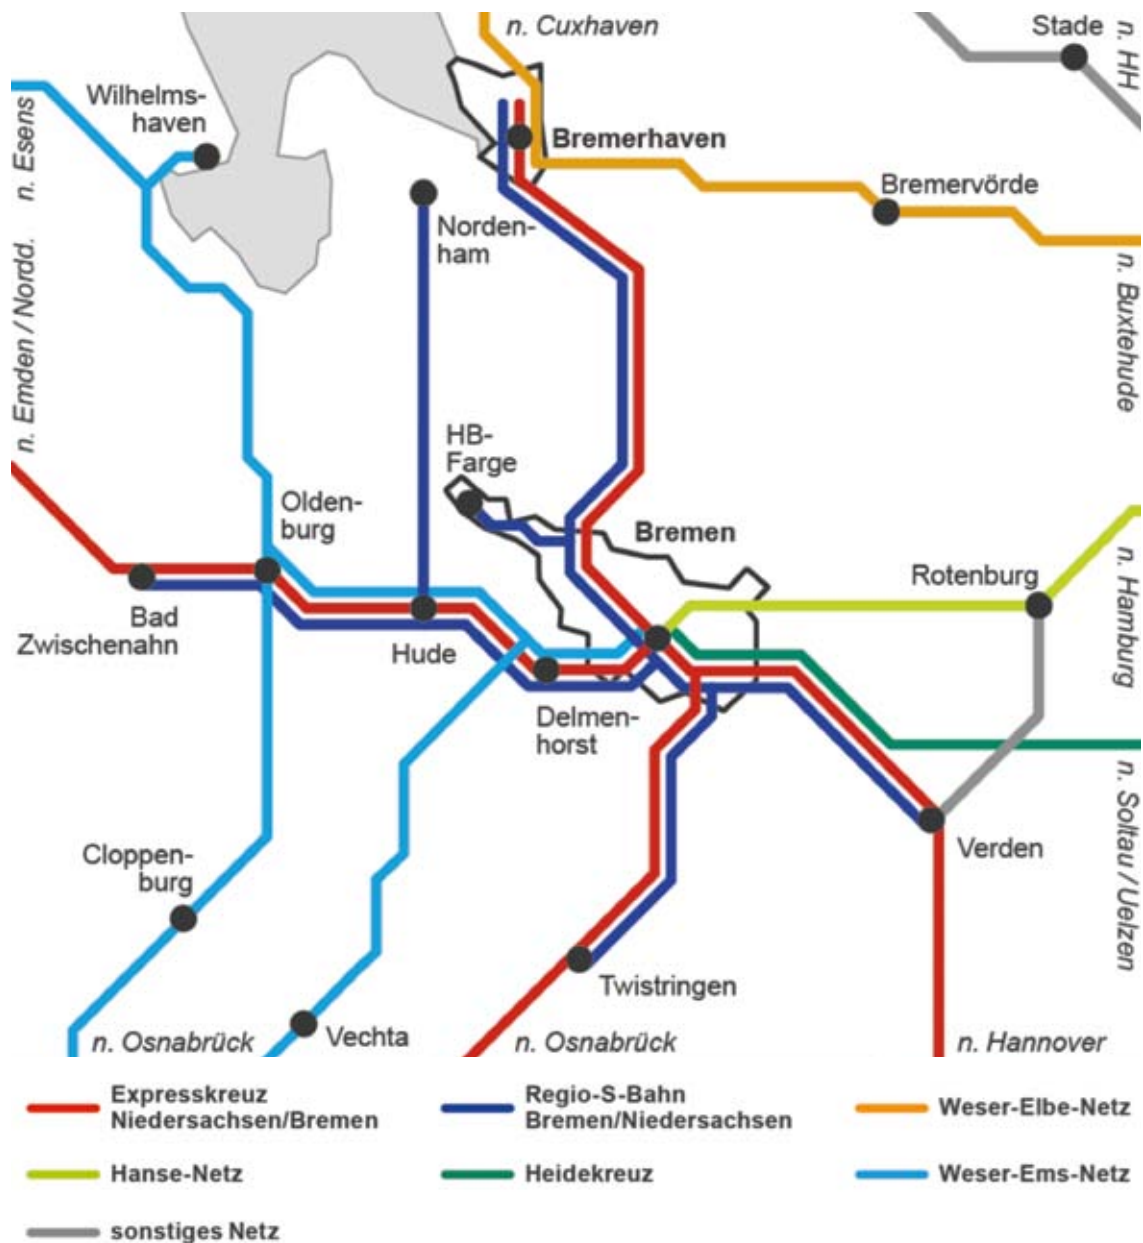 n. Cuxhaven
Stade
n. HH
Wilhelms-
haven
n. Esens
Bremerhaven
Bremervörde
Norden-
ham
n. Emden / Nordd.
n. Buxtehude
HB-
Farge
Olden-
burg
Bremen
Rotenburg
n. Hamburg
Bad
Zwischenahn
Hude
Delmen-
horst
n. Soltau / Uelzen
Verden
Cloppen-
burg
Twistringen
Vechta
n. Osnabrück
n. Osnabrück
n. Hannover
Expresskreuz
Niedersachsen/Bremen
Regio-S-Bahn
Bremen/Niedersachsen
Weser-Elbe-Netz
Hanse-Netz
Heidekreuz
Weser-Ems-Netz
sonstiges Netz